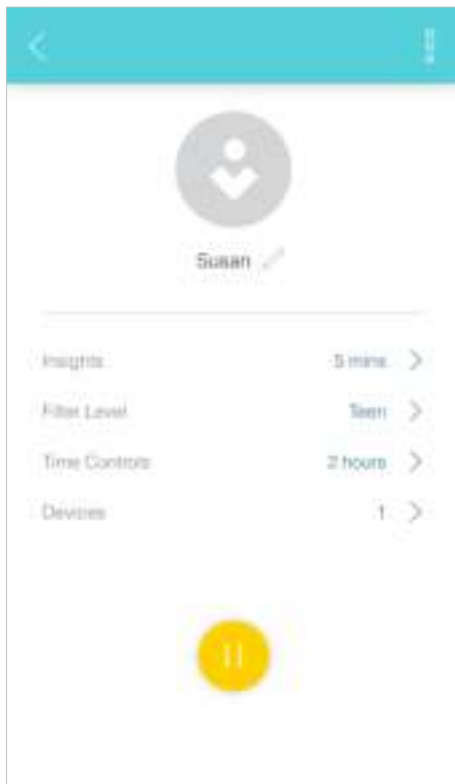 Susan
Insights 5 mins
Filter Level Teen
Time Controls 2 hours
Devices 1